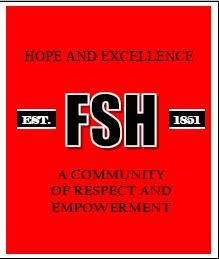 HOPE AND EXCELLENCE
EST. FSH 1851
A COMMUNITY
OF RESPECT AND
EMPOWERMENT